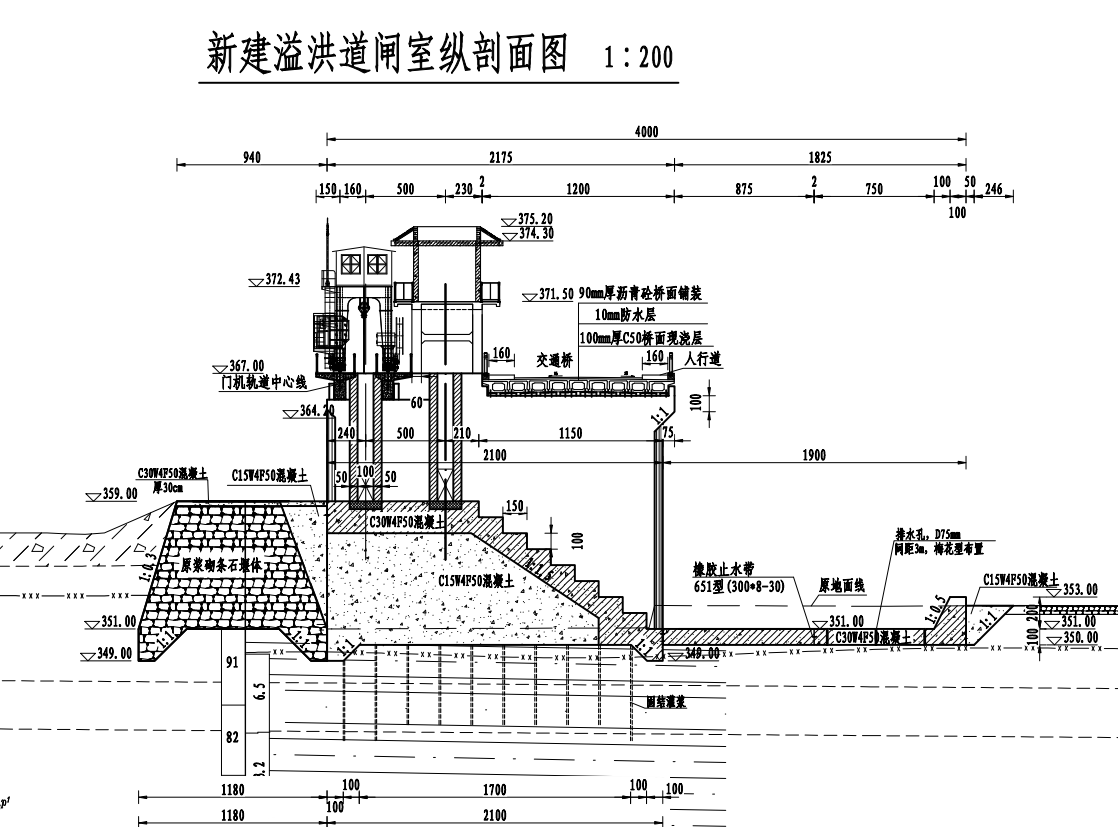 新建溢洪道闸室纵剖面图 1:200
4000
940 2175 1825
150 160 500 230 2 1200 875 2 750 100 50 246
100
375.20
374.30
372.43
371.50 90mm厚沥青砼桥面铺装
10mm防水层
100mm厚C50桥面现浇层
160 交通桥 160 人行道
367.00
门机轨道中心线
60 100
364.20 1:1
240 500 210 1150 75
2100 1900
C30W4F50混凝土
厚30cm
C15W4F50混凝土
50 100 50
359.00
150
C30W4F50混凝土
100
排水孔, D75mm
间距3m, 梅花型布置
原浆砌条石堰体
1:0.3
C15W4F50混凝土
橡胶止水带
651型(300*8-30)
原地面线
C15W4F50混凝土
353.00
351.00 351.00 1:0.5 1:1 200 351.00
C30W4F50混凝土
1:1 1:1 1:1 100 350.00
349.00 349.00
91
6.5
固结灌浆
82
3.2
1180 100 1700 100 100
100
1180 2100